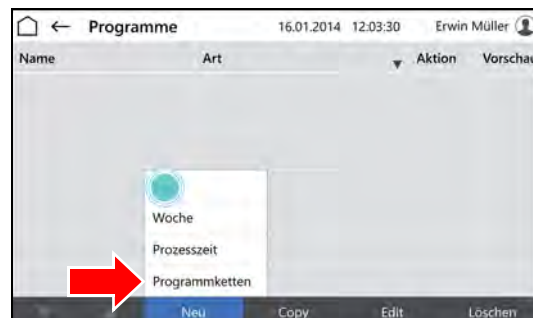 Programme 16.01.2014 12:03:30 Erwin Müller
Name Art Aktion Vorschau
Woche
Prozesszeit
Programmketten
Neu Copy Edit Löschen